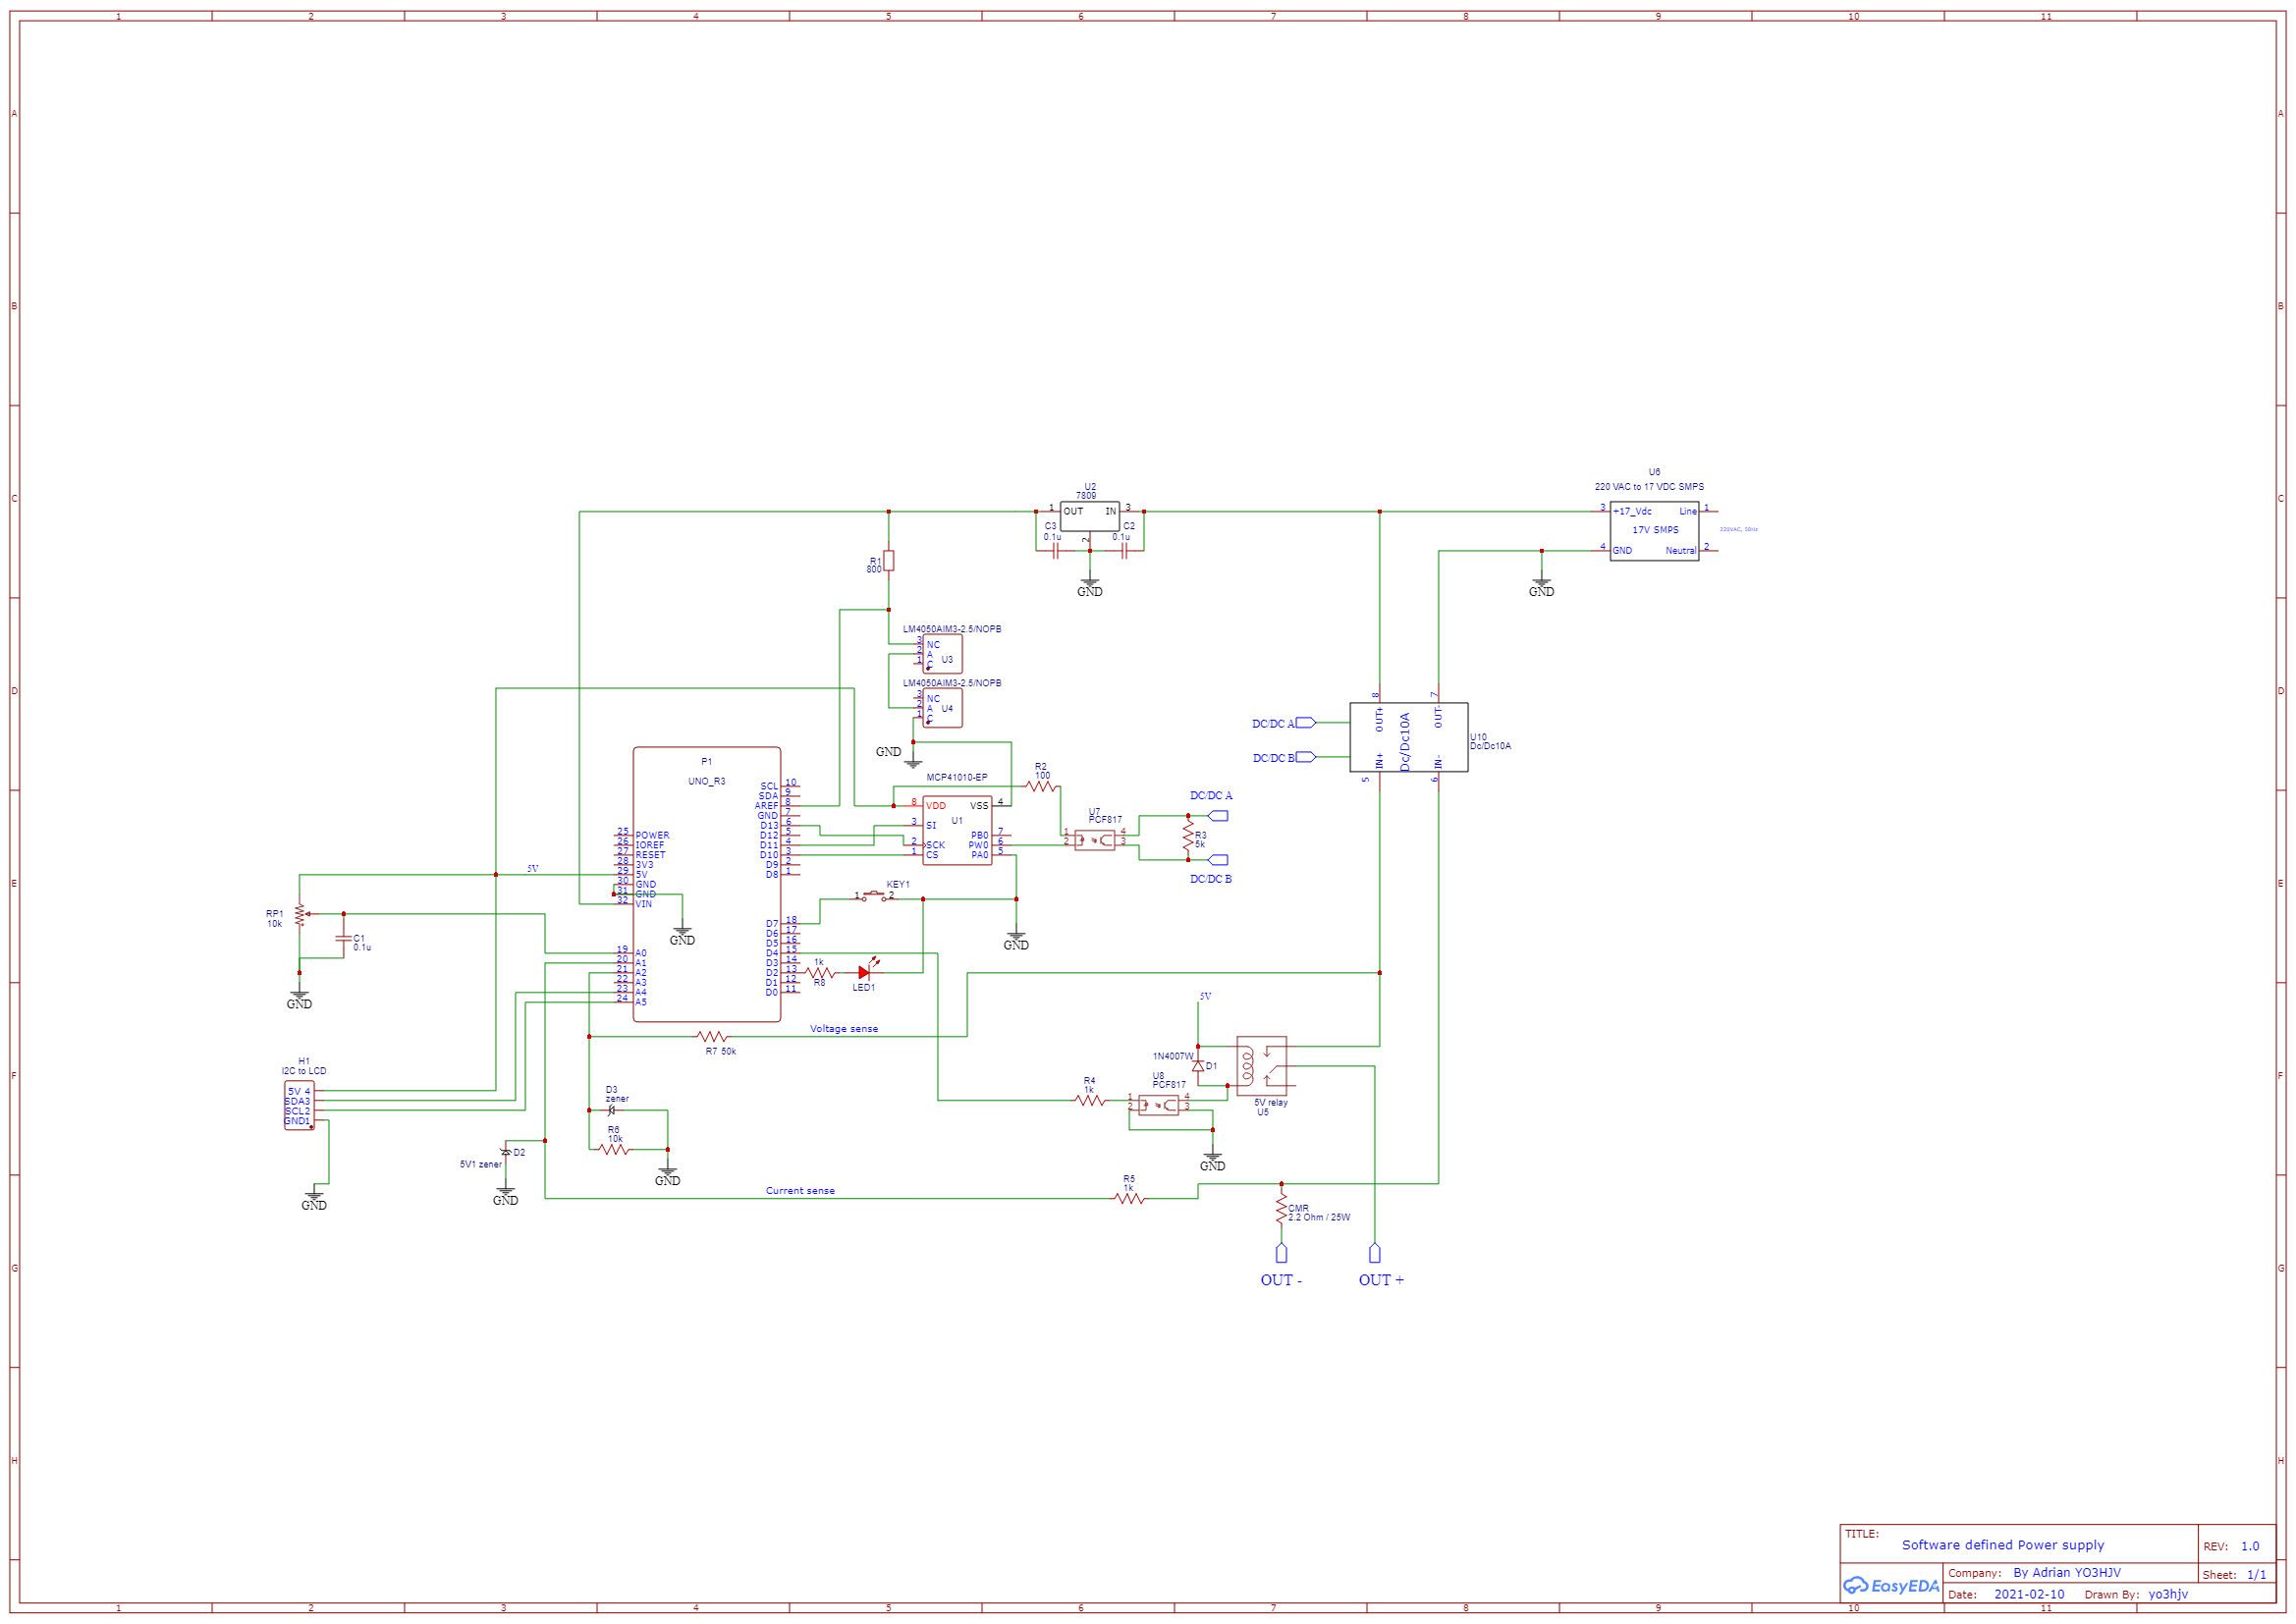 1 2 3 4 5 6 7 8 9 10 11
A A
B B
C C
D D
E E
F F
G G
H H
U6
220 VAC to 17 VDC SMPS
3 +17_Vdc Line 1
17V SMPS
220VAC, 50Hz
4 GND Neutral 2
GND
U2
7809
1 OUT IN 3
2
C3
0.1u
C2
0.1u
GND
R1
800
LM4050AIM3-2.5/NOPB
3 NC
2 A
1 C
U3
LM4050AIM3-2.5/NOPB
3 NC
2 A
1 C
U4
GND
8 OUT+
7 OUT-
Dc/Dc10A
5 IN+
6 IN-
U10
Dc/Dc10A
DC/DC A
DC/DC B
P1
UNO_R3
SCL 10
SDA 9
AREF 8
GND 7
D13 6
D12 5
D11 4
D10 3
D9 2
D8 1
25 POWER
26 IOREF
27 RESET
28 3V3
29 5V
30 GND
31 GND
32 VIN
D7 18
D6 17
D5 16
D4 15
D3 14
D2 13
D1 12
D0 11
19 A0
20 A1
21 A2
22 A3
23 A4
24 A5
GND
5V
MCP41010-EP
8 VDD VSS 4
3 SI U1
PB0 7
2 SCK PW0 6
1 CS PA0 5
R2
100
U7
PCF817
1 4
2 3
DC/DC A
R3
5k
DC/DC B
KEY1
1 2
GND
1k
R8
LED1
RP1
10k
C1
0.1u
GND
Voltage sense
R7 50k
H1
I2C to LCD
5V 4
SDA3
SCL2
GND1
GND
D3
zener
R6
10k
GND
D2
5V1 zener
GND
5V
1N4007W
D1
U8
PCF817
1 4
2 3
R4
1k
5V relay
U5
GND
Current sense
R5
1k
CMR
2.2 Ohm / 25W
OUT - OUT +
TITLE:
Software defined Power supply
REV: 1.0
EasyEDA
Company: By Adrian YO3HJV
Sheet: 1/1
Date: 2021-02-10 Drawn By: yo3hjv
1 2 3 4 5 6 7 8 9 10 11